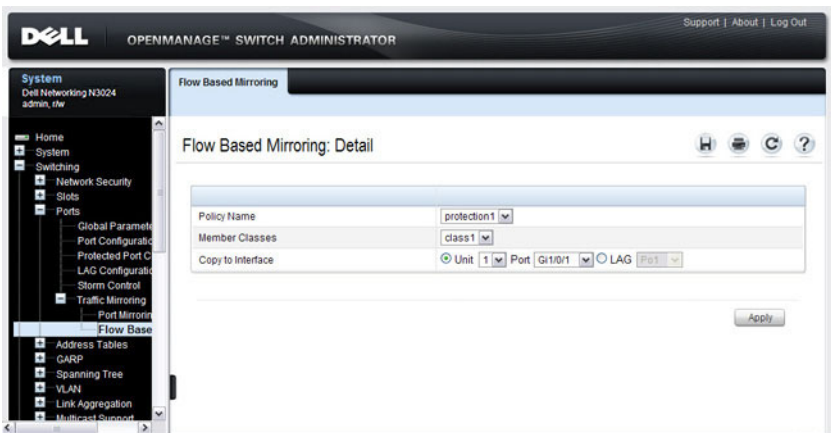 Support | About | Log Out
DELL
OPENMANAGE™ SWITCH ADMINISTRATOR
System
Dell Networking N3024
admin, r/w
Flow Based Mirroring
Home
System
Switching
Network Security
Slots
Ports
Global Paramete
Port Configuratio
Protected Port C
LAG Configuratio
Storm Control
Traffic Mirroring
Port Mirrorin
Flow Base
Address Tables
GARP
Spanning Tree
VLAN
Link Aggregation
Multicast Support
Flow Based Mirroring: Detail
Policy Name protection1
Member Classes class1
Copy to Interface Unit 1 Port Gi1/0/1 LAG Po1
Apply